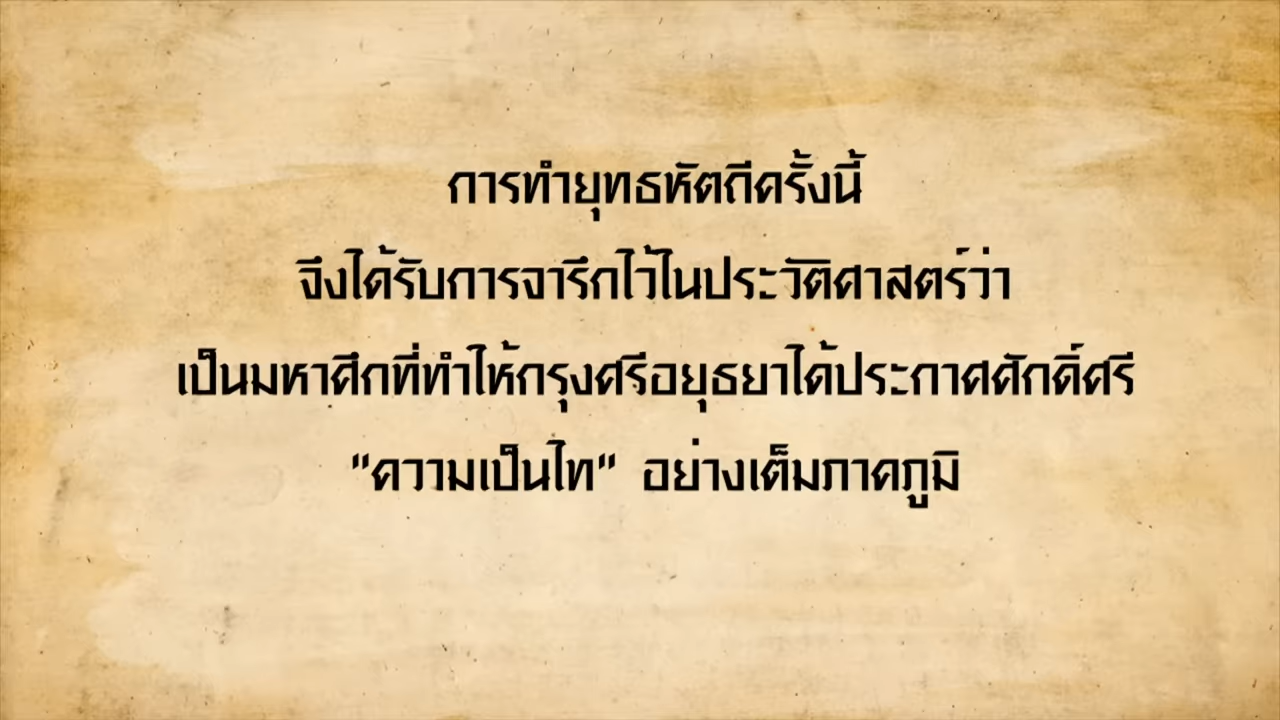 การทำยุทธหัตถีครั้งนี้
จึงได้รับการจารึกไว้ในประวัติศาสตร์ว่า
เป็นมหาศึกที่ทำให้กรุงศรีอยุธยาได้ประกาศศักดิ์ศรี
"ความเป็นไท" อย่างเต็มภาคภูมิ